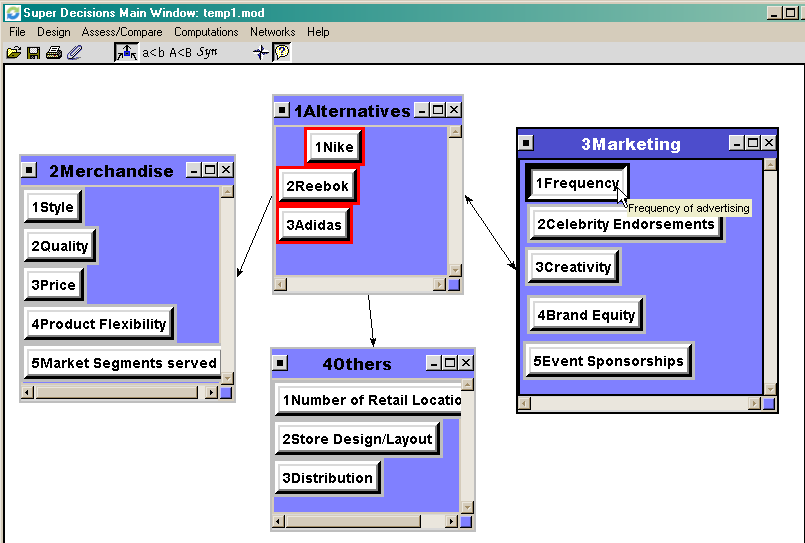 Super Decisions Main Window: temp1.mod
File Design Assess/Compare Computations Networks Help
a<b A<B Syn
1Alternatives
1Nike
2Reebok
3Adidas
2Merchandise
1Style
2Quality
3Price
4Product Flexibility
5Market Segments served
3Marketing
1Frequency
Frequency of advertising
2Celebrity Endorsements
3Creativity
4Brand Equity
5Event Sponsorships
4Others
1Number of Retail Locatio
2Store Design/Layout
3Distribution